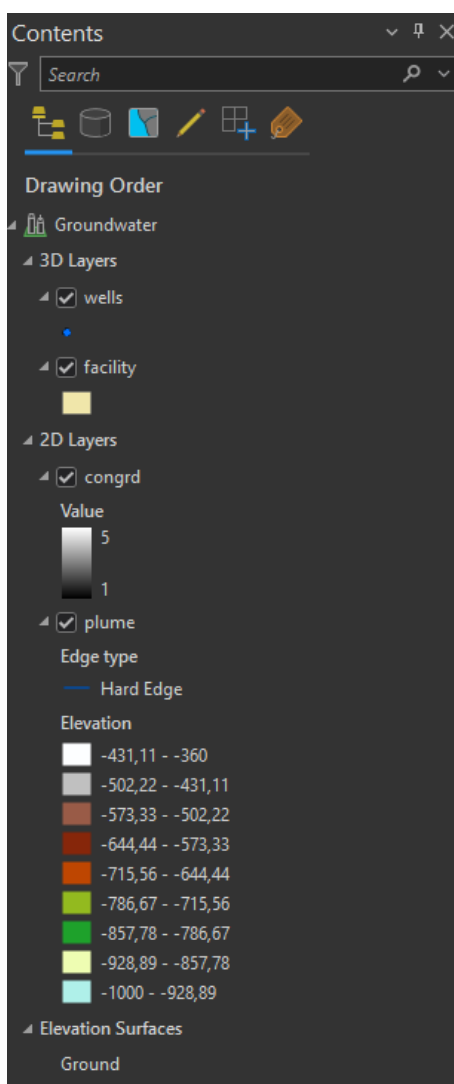 Contents
Search
Drawing Order
Groundwater
3D Layers
wells
facility
2D Layers
congrd
Value
5
1
plume
Edge type
Hard Edge
Elevation
-431,11 - -360
-502,22 - -431,11
-573,33 - -502,22
-644,44 - -573,33
-715,56 - -644,44
-786,67 - -715,56
-857,78 - -786,67
-928,89 - -857,78
-1000 - -928,89
Elevation Surfaces
Ground